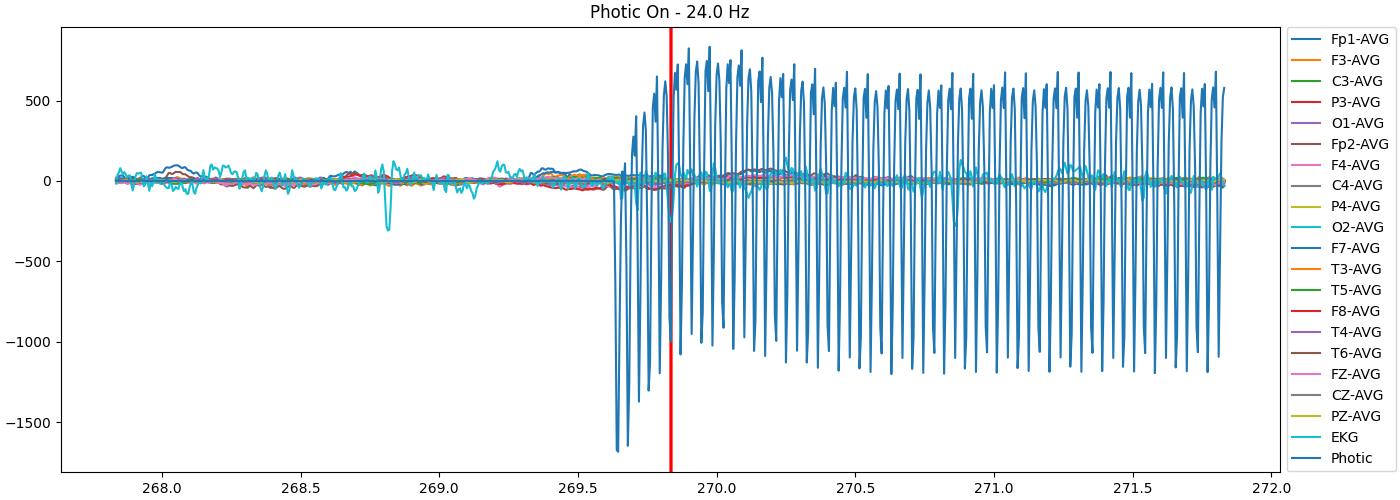 Photic On - 24.0 Hz
500
0
−500
−1000
−1500
268.0 268.5 269.0 269.5 270.0 270.5 271.0 271.5 272.0
Fp1-AVG
F3-AVG
C3-AVG
P3-AVG
O1-AVG
Fp2-AVG
F4-AVG
C4-AVG
P4-AVG
O2-AVG
F7-AVG
T3-AVG
T5-AVG
F8-AVG
T4-AVG
T6-AVG
FZ-AVG
CZ-AVG
PZ-AVG
EKG
Photic